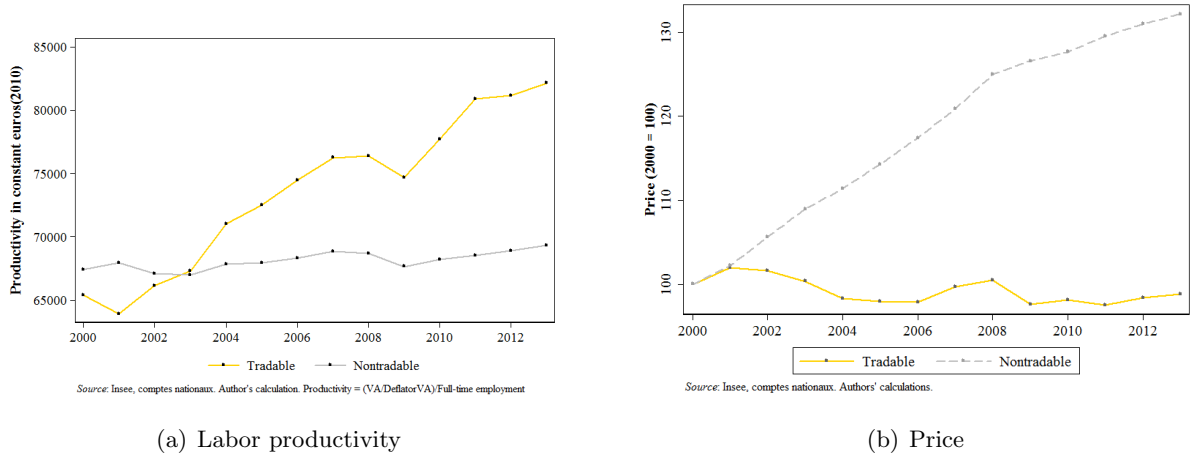 Productivity in constant euros(2010)
85000
80000
75000
70000
65000
2000 2002 2004 2006 2008 2010 2012
Tradable Nontradable
Source: Insee, comptes nationaux. Author's calculation. Productivity = (VA/DeflatorVA)/Full-time employment
(a) Labor productivity
Price (2000 = 100)
130
120
110
100
2000 2002 2004 2006 2008 2010 2012
Tradable Nontradable
Source: Insee, comptes nationaux. Authors' calculations.
(b) Price